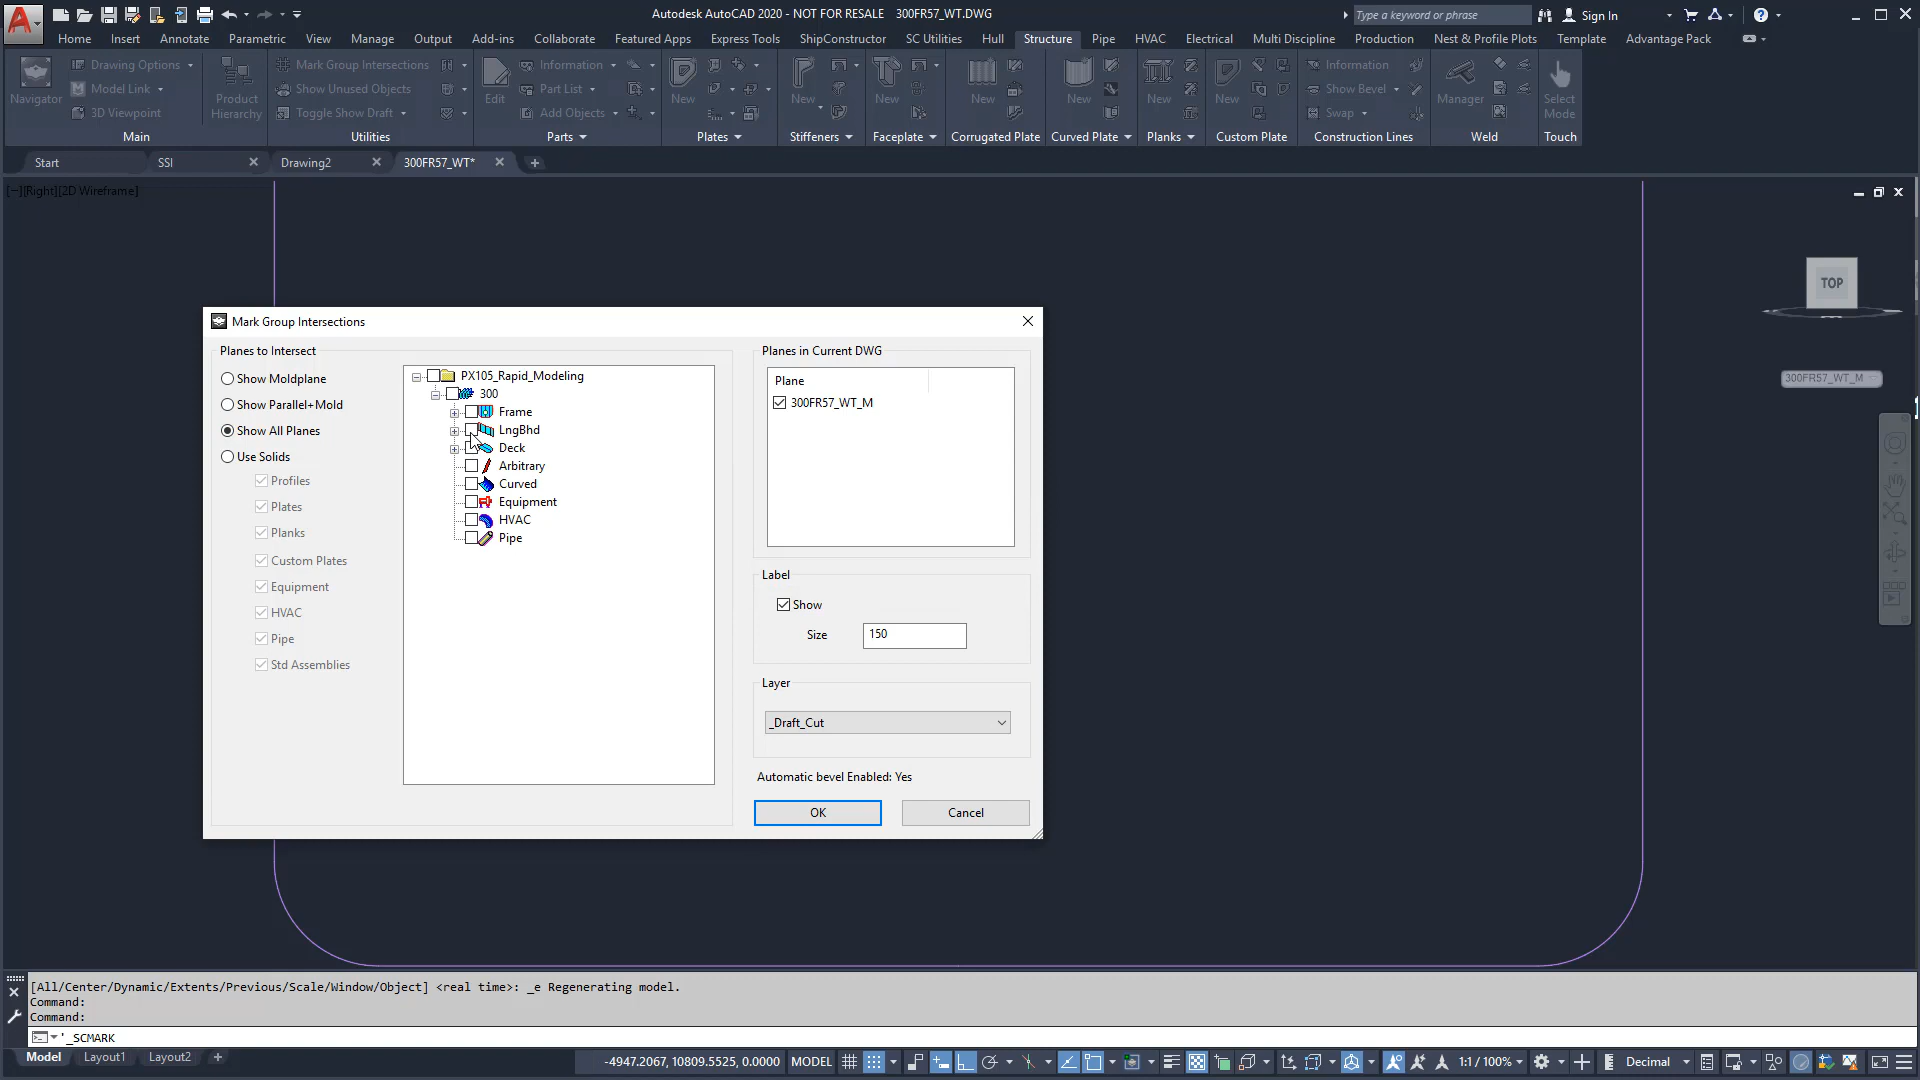 Autodesk AutoCAD 2020 - NOT FOR RESALE 300FR57_WT.DWG
Type a keyword or phrase
Sign In
Home Insert Annotate Parametric View Manage Output Add-ins Collaborate Featured Apps Express Tools ShipConstructor SC Utilities Hull Structure Pipe HVAC Electrical Multi Discipline Production Nest & Profile Plots Template Advantage Pack
Navigator
Drawing Options
Model Link
3D Viewpoint
Product
Hierarchy
Mark Group Intersections
Show Unused Objects
Toggle Show Draft
Edit
Information
Part List
Add Objects
New
New
New
New
New
New
New
Information
Show Bevel
Swap
Manager
Select
Mode
Main Utilities Parts Plates Stiffeners Faceplate Corrugated Plate Curved Plate Planks Custom Plate Construction Lines Weld Touch
Start SSI Drawing2 300FR57_WT*
[−][Right][2D Wireframe]
TOP
300FR57_WT_M
Mark Group Intersections
Planes to Intersect
Show Moldplane
Show Parallel+Mold
Show All Planes
Use Solids
Profiles
Plates
Planks
Custom Plates
Equipment
HVAC
Pipe
Std Assemblies
PX105_Rapid_Modeling
300
Frame
LngBhd
Deck
Arbitrary
Curved
Equipment
HVAC
Pipe
Planes in Current DWG
Plane
300FR57_WT_M
Label
Show
Size 150
Layer
_Draft_Cut
Automatic bevel Enabled: Yes
OK Cancel
[All/Center/Dynamic/Extents/Previous/Scale/Window/Object] <real time>: _e Regenerating model.
Command:
Command:
'_SCMARK
Model Layout1 Layout2 +
-4947.2067, 10809.5525, 0.0000 MODEL 1:1 / 100% Decimal